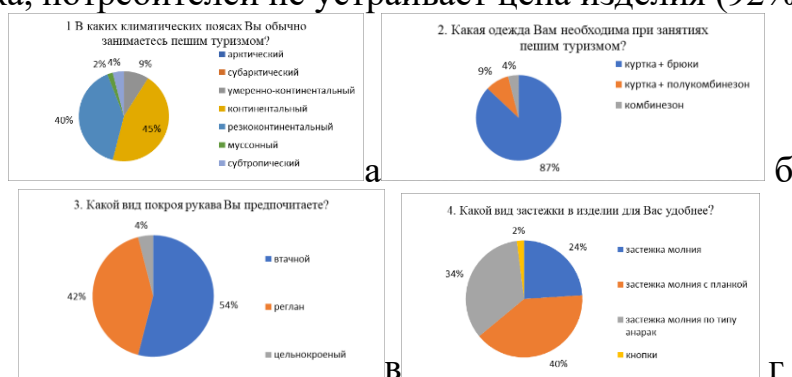 ка, потребителей не устраивает цена изделия (92%
1 В каких климатических поясах Вы обычно
занимаетесь пешим туризмом?
арктический
субарктический
умеренно-континентальный
континентальный
резкоконтинентальный
муссонный
субтропический
2% 4% 9%
40%
45%
а
2. Какая одежда Вам необходима при занятиях
пешим туризмом?
куртка + брюки
куртка + полукомбинезон
комбинезон
9% 4%
87%
б
3. Какой вид покроя рукава Вы предпочитаете?
4%
42%
54%
втачной
реглан
цельнокроеный
в
4. Какой вид застежки в изделии для Вас удобнее?
2%
24%
34%
40%
застежка молния
застежка молния с планкой
застежка молния по типу
анарак
кнопки
г